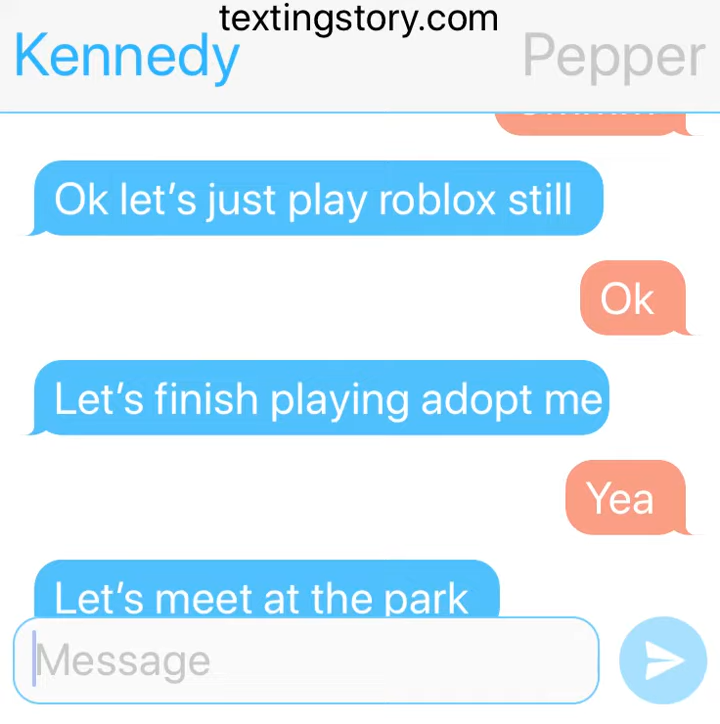 textingstory.com
Kennedy Pepper
Ok let’s just play roblox still
Ok
Let’s finish playing adopt me
Yea
Let’s meet at the park
Message